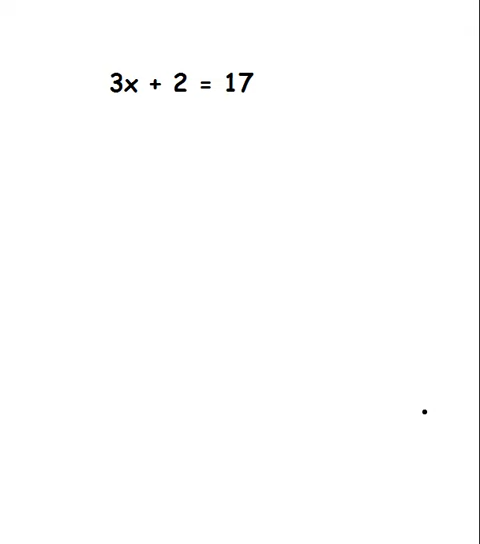 3x + 2 = 17